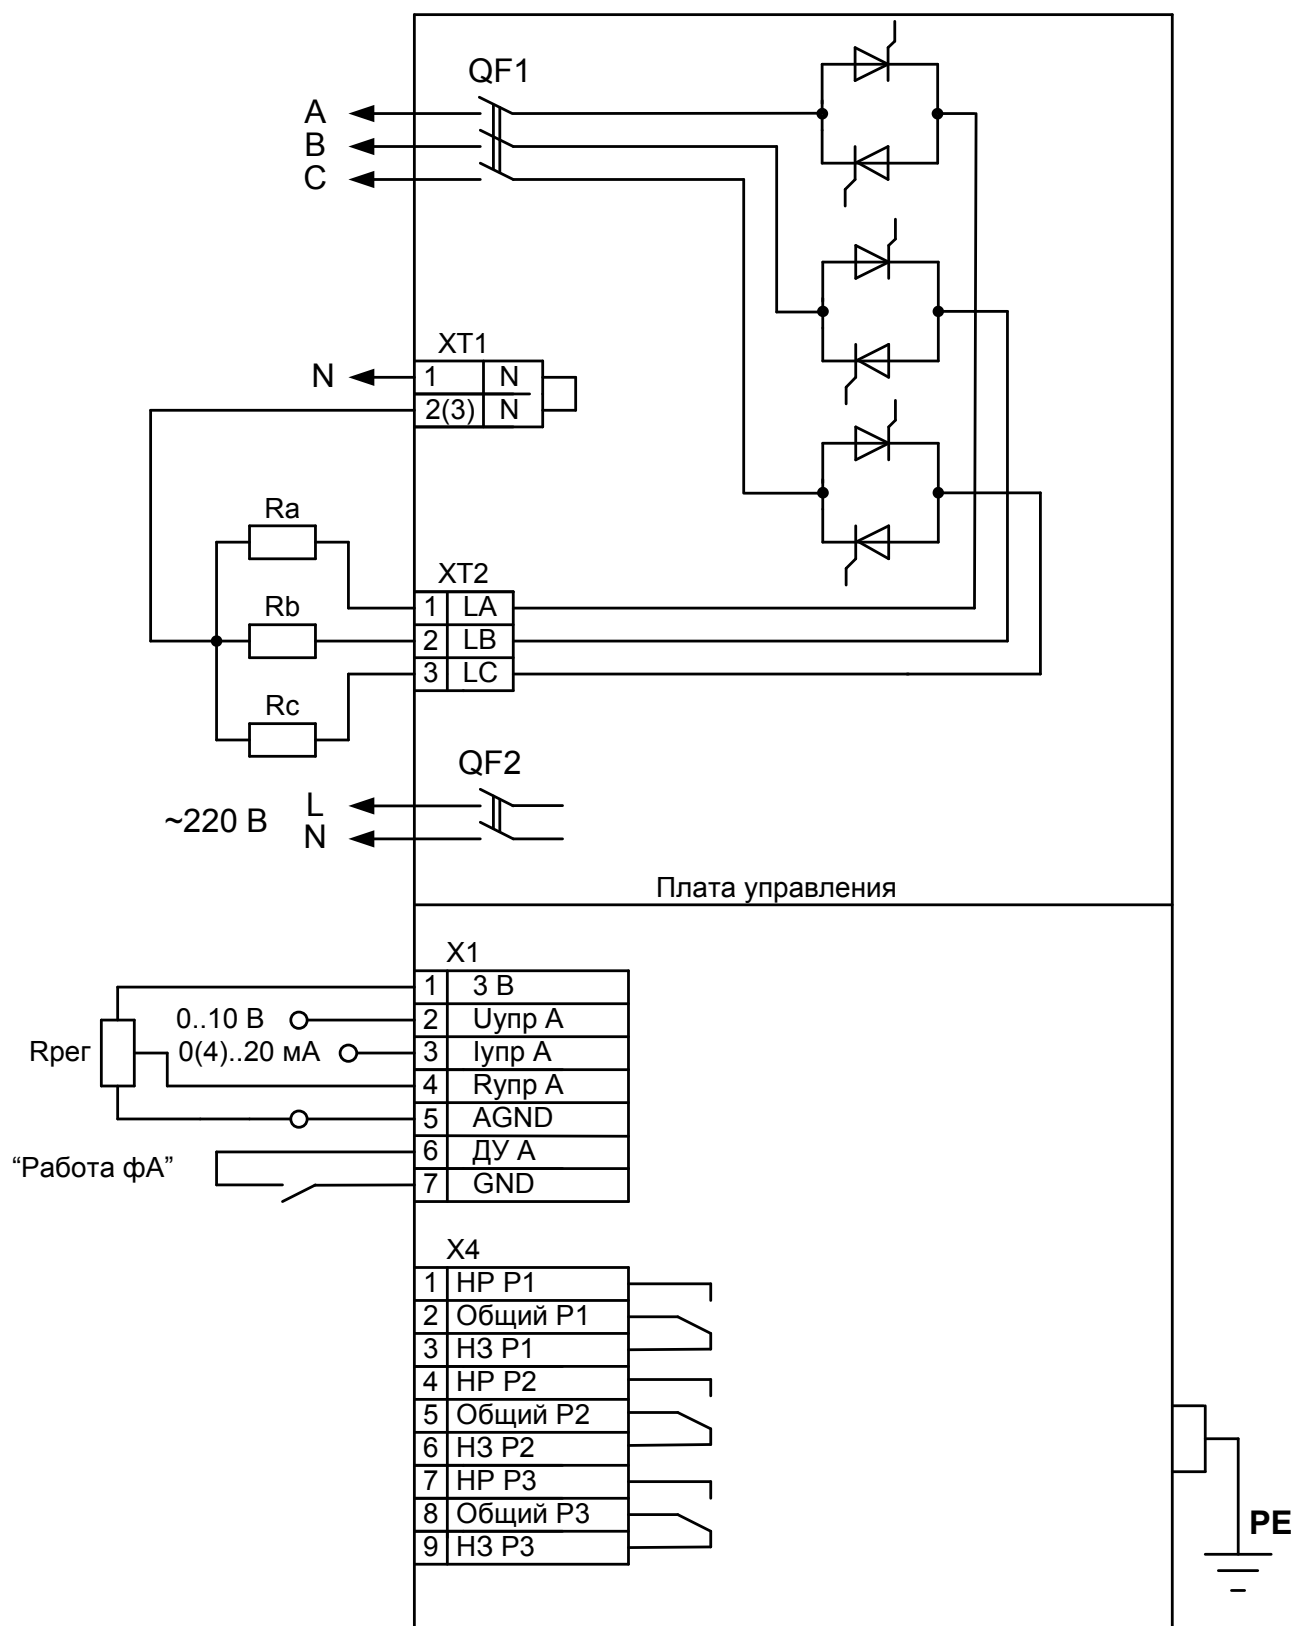 QF1
A
B
C
XT1
N
1 N
2(3) N
Ra
XT2
Rb
1 LA
2 LB
3 LC
Rc
QF2
~220 В
L
N
Плата управления
X1
1 3 В
0..10 В 2 Uупр А
Rрег 0(4)..20 мА 3 Iупр А
4 Rупр А
5 AGND
6 ДУ А
“Работа фА”
7 GND
X4
1 НР Р1
2 Общий Р1
3 НЗ Р1
4 НР Р2
5 Общий Р2
6 НЗ Р2
7 НР Р3
8 Общий Р3
9 НЗ Р3
PE